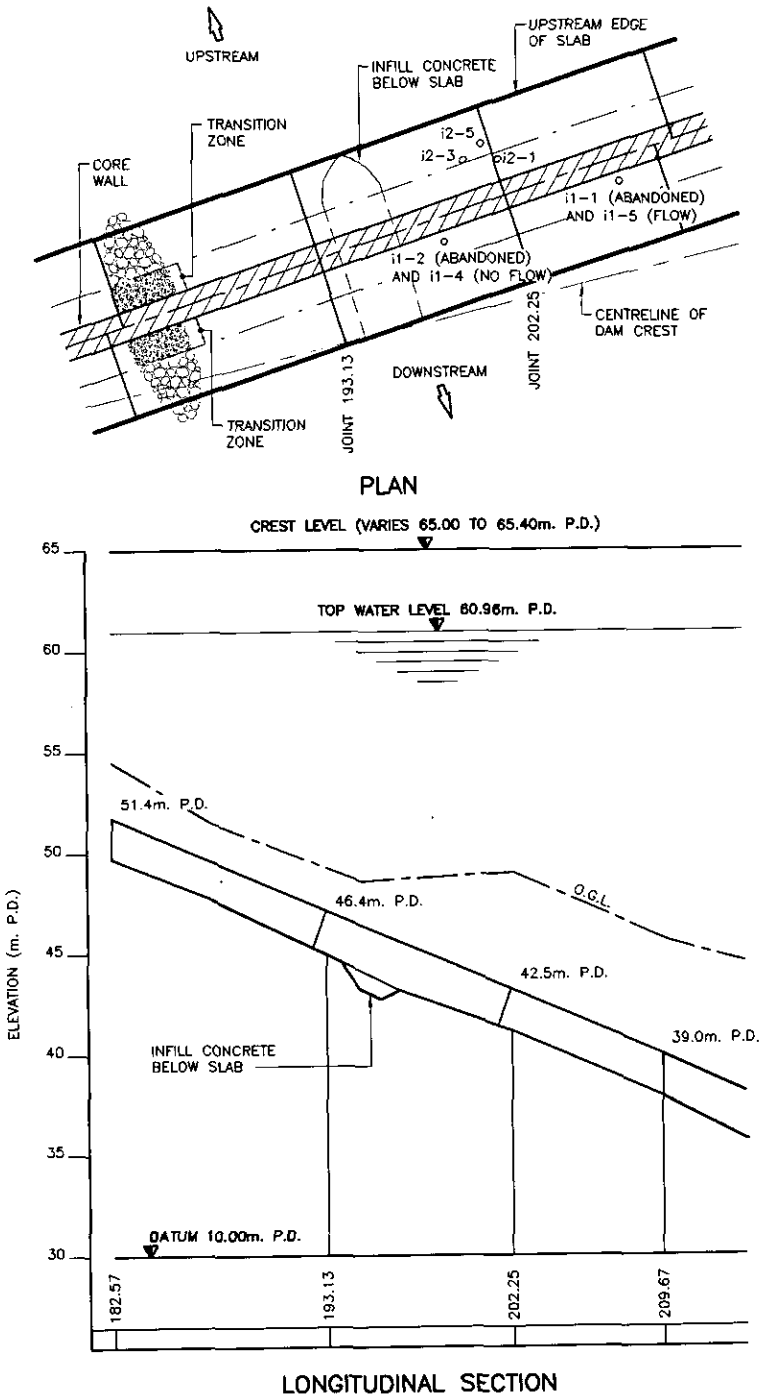 UPSTREAM
UPSTREAM EDGE
OF SLAB
INFILL CONCRETE
BELOW SLAB
TRANSITION
ZONE
CORE
WALL
i2-5
i2-3
i2-1
i1-1 (ABANDONED)
AND i1-5 (FLOW)
i1-2 (ABANDONED)
AND i1-4 (NO FLOW)
CENTRELINE OF
DAM CREST
JOINT 193.13
JOINT 202.25
DOWNSTREAM
TRANSITION
ZONE
PLAN
CREST LEVEL (VARIES 65.00 TO 65.40m. P.D.)
65
TOP WATER LEVEL 60.96m. P.D.
60
55
51.4m. P.D.
50
46.4m. P.D.
O.G.L.
45
42.5m. P.D.
ELEVATION (m. P.D.)
INFILL CONCRETE
BELOW SLAB
40
39.0m. P.D.
35
DATUM 10.00m. P.D.
30
182.57
193.13
202.25
209.67
LONGITUDINAL SECTION